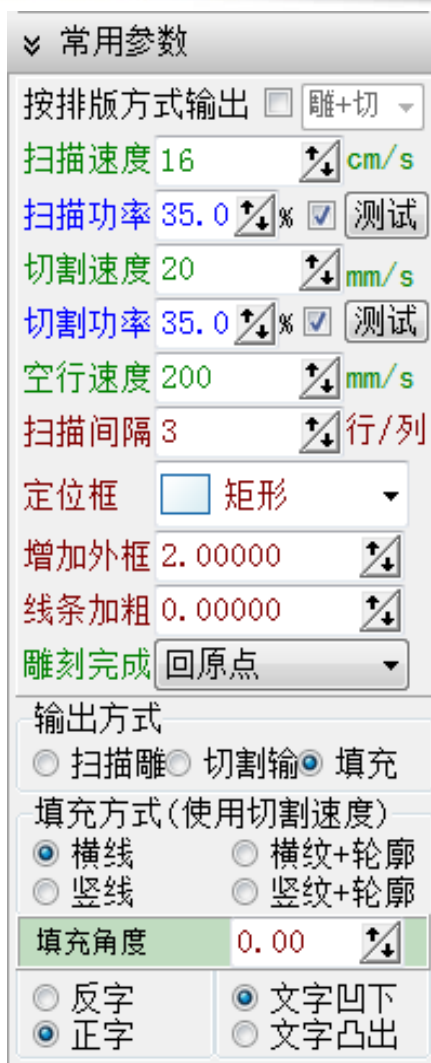 常用参数
按排版方式输出 雕+切
扫描速度 16 cm/s
扫描功率 35.0 % 测试
切割速度 20 mm/s
切割功率 35.0 % 测试
空行速度 200 mm/s
扫描间隔 3 行/列
定位框 矩形
增加外框 2.00000
线条加粗 0.00000
雕刻完成 回原点
输出方式
扫描雕 切割输 填充
填充方式(使用切割速度)
横线 横纹+轮廓
竖线 竖纹+轮廓
填充角度 0.00
反字 文字凹下
正字 文字凸出